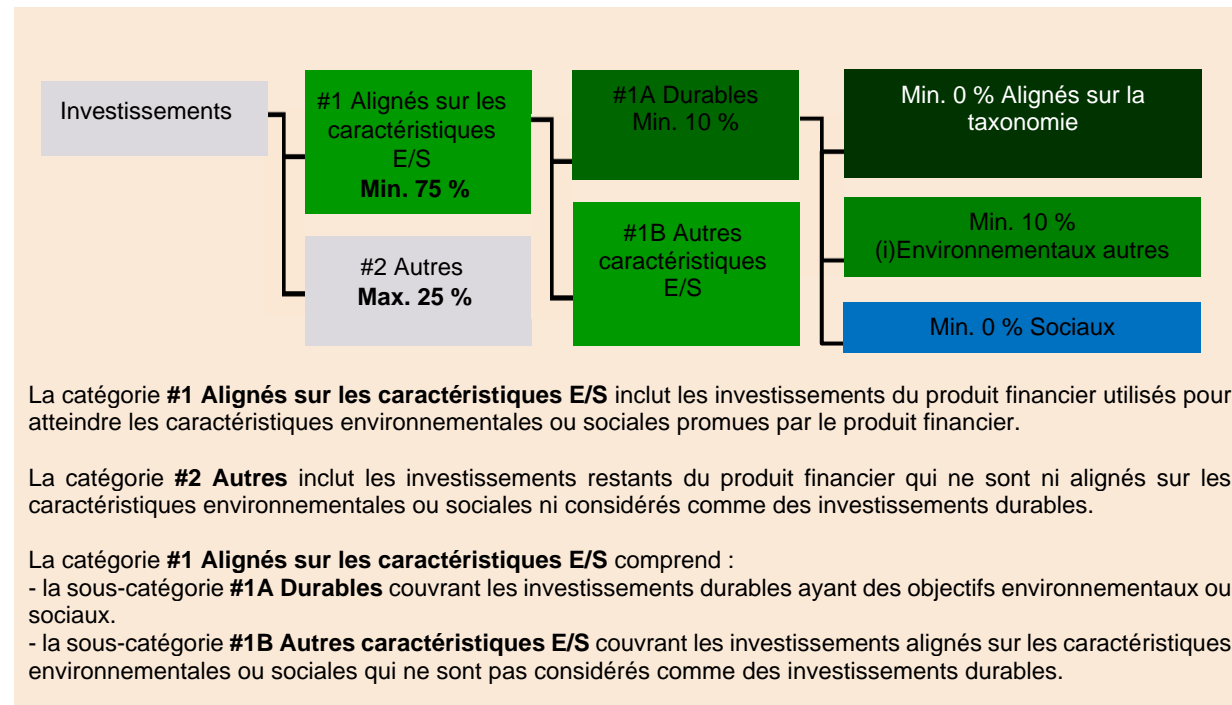 Investissements
#1 Alignés sur les
caractéristiques
E/S
Min. 75 %
#2 Autres
Max. 25 %
#1A Durables
Min. 10 %
#1B Autres
caractéristiques
E/S
Min. 0 % Alignés sur la
taxonomie
Min. 10 %
(i)Environnementaux autres
Min. 0 % Sociaux
La catégorie #1 Alignés sur les caractéristiques E/S inclut les investissements du produit financier utilisés pour
atteindre les caractéristiques environnementales ou sociales promues par le produit financier.
La catégorie #2 Autres inclut les investissements restants du produit financier qui ne sont ni alignés sur les
caractéristiques environnementales ou sociales ni considérés comme des investissements durables.
La catégorie #1 Alignés sur les caractéristiques E/S comprend :
- la sous-catégorie #1A Durables couvrant les investissements durables ayant des objectifs environnementaux ou
sociaux.
- la sous-catégorie #1B Autres caractéristiques E/S couvrant les investissements alignés sur les caractéristiques
environnementales ou sociales qui ne sont pas considérés comme des investissements durables.